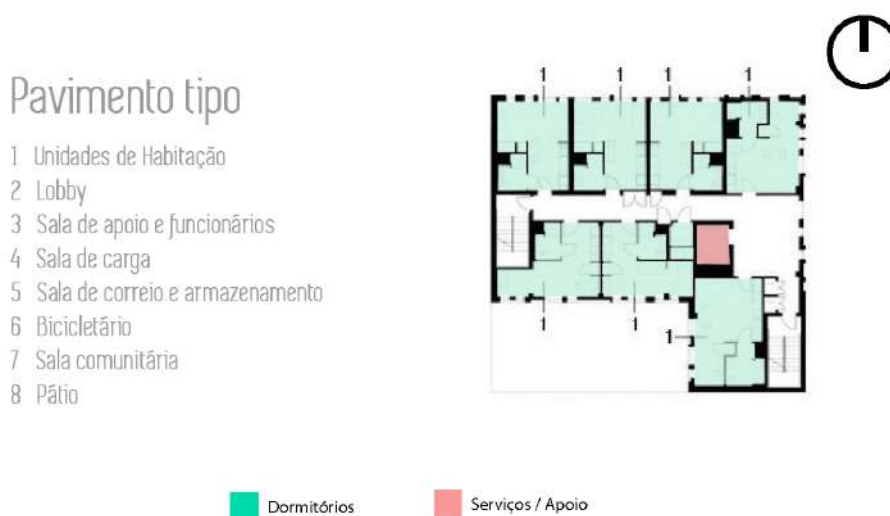 Pavimento tipo
1 Unidades de Habitação
2 Lobby
3 Sala de apoio e funcionários
4 Sala de carga
5 Sala de correio e armazenamento
6 Bicicletário
7 Sala comunitária
8 Pátio
1 1 1 1
1 1 1
Dormitórios
Serviços / Apoio